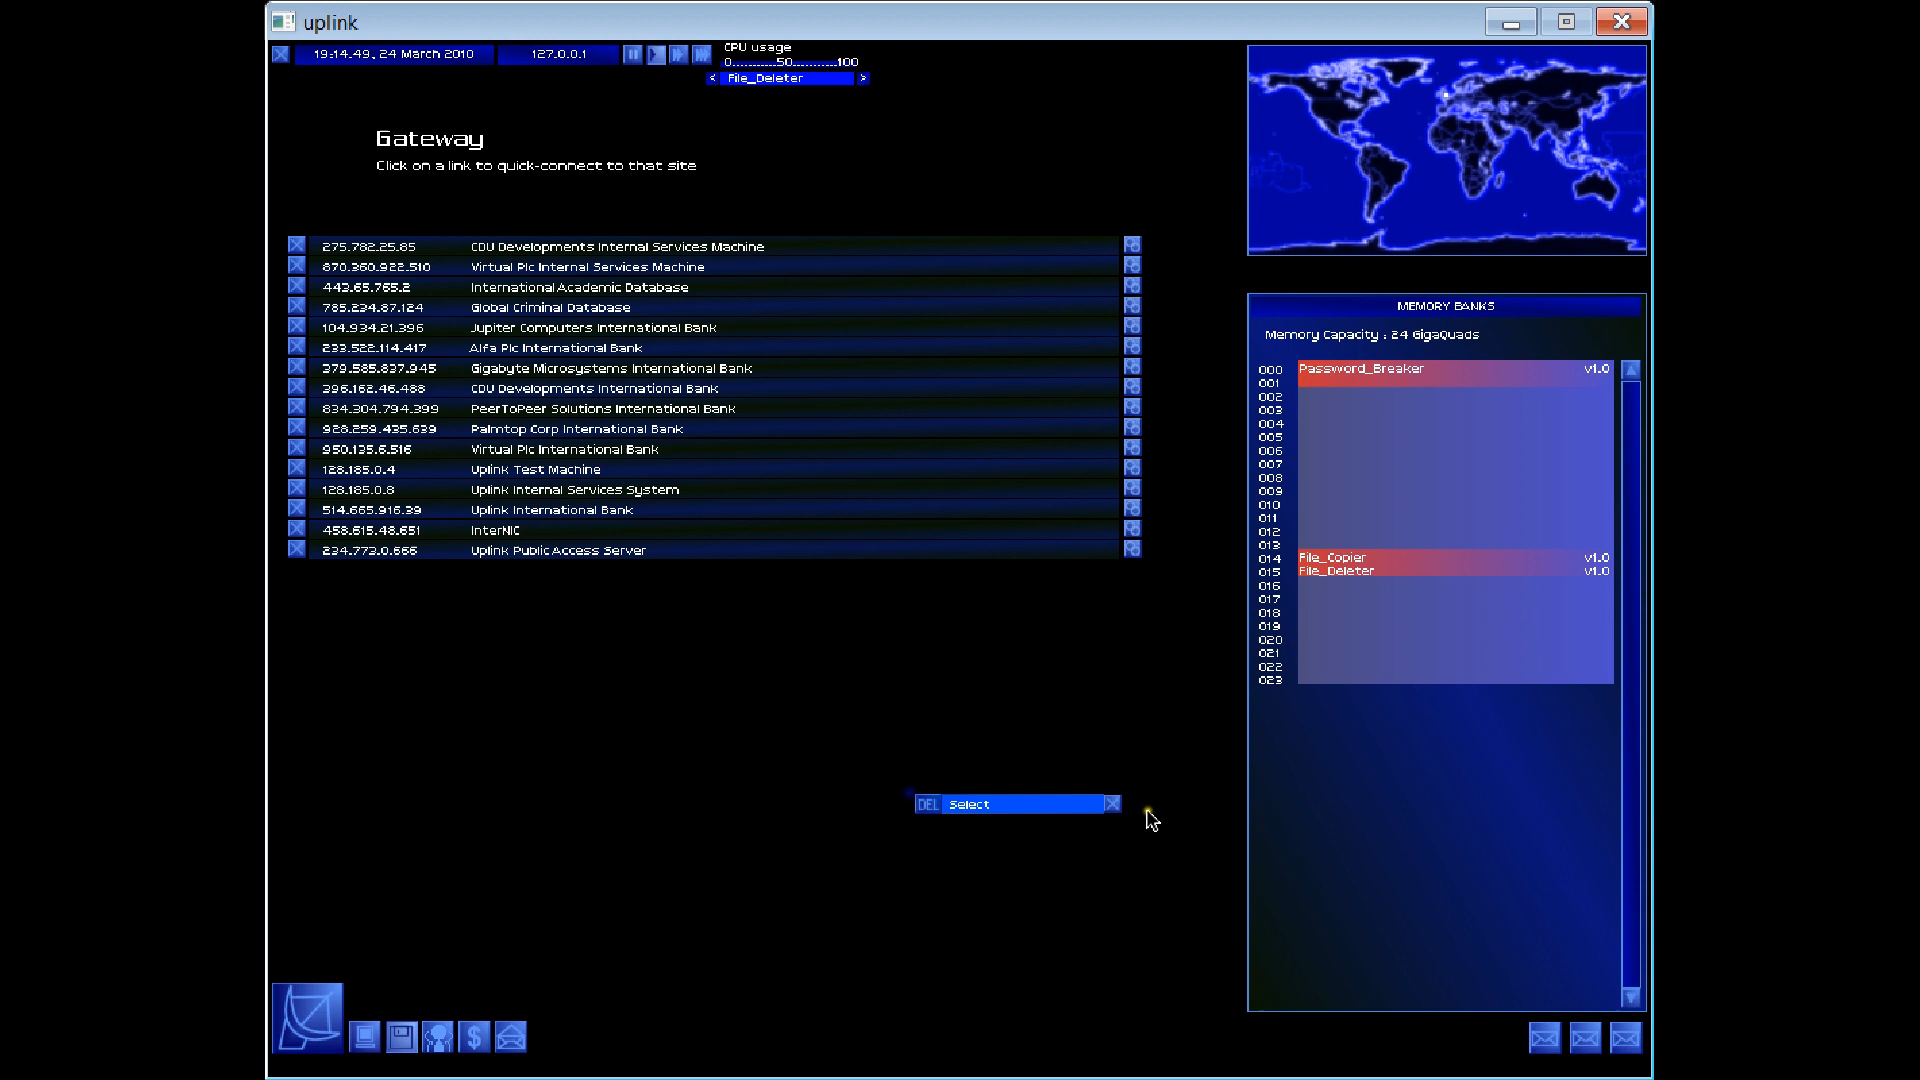 uplink
19:14.49, 24 March 2010
127.0.0.1
CPU usage
0..........50..........100
< File_Deleter >
Gateway
Click on a link to quick-connect to that site
275.782.25.85 CDU Developments Internal Services Machine
870.360.922.510 Virtual Plc Internal Services Machine
443.65.765.2 International Academic Database
785.234.87.124 Global Criminal Database
104.934.21.396 Jupiter Computers International Bank
233.522.114.417 Alfa Plc International Bank
379.585.837.945 Gigabyte Microsystems International Bank
396.162.46.488 CDU Developments International Bank
834.304.794.399 PeerToPeer Solutions International Bank
928.259.435.639 Palmtop Corp International Bank
950.135.6.516 Virtual Plc International Bank
128.185.0.4 Uplink Test Machine
128.185.0.8 Uplink Internal Services System
514.665.916.39 Uplink International Bank
458.615.48.651 InterNIC
234.773.0.666 Uplink Public Access Server
DEL Select
MEMORY BANKS
Memory Capacity : 24 GigaQuads
000 Password_Breaker v1.0
001
002
003
004
005
006
007
008
009
010
011
012
013
014 File_Copier v1.0
015 File_Deleter v1.0
016
017
018
019
020
021
022
023